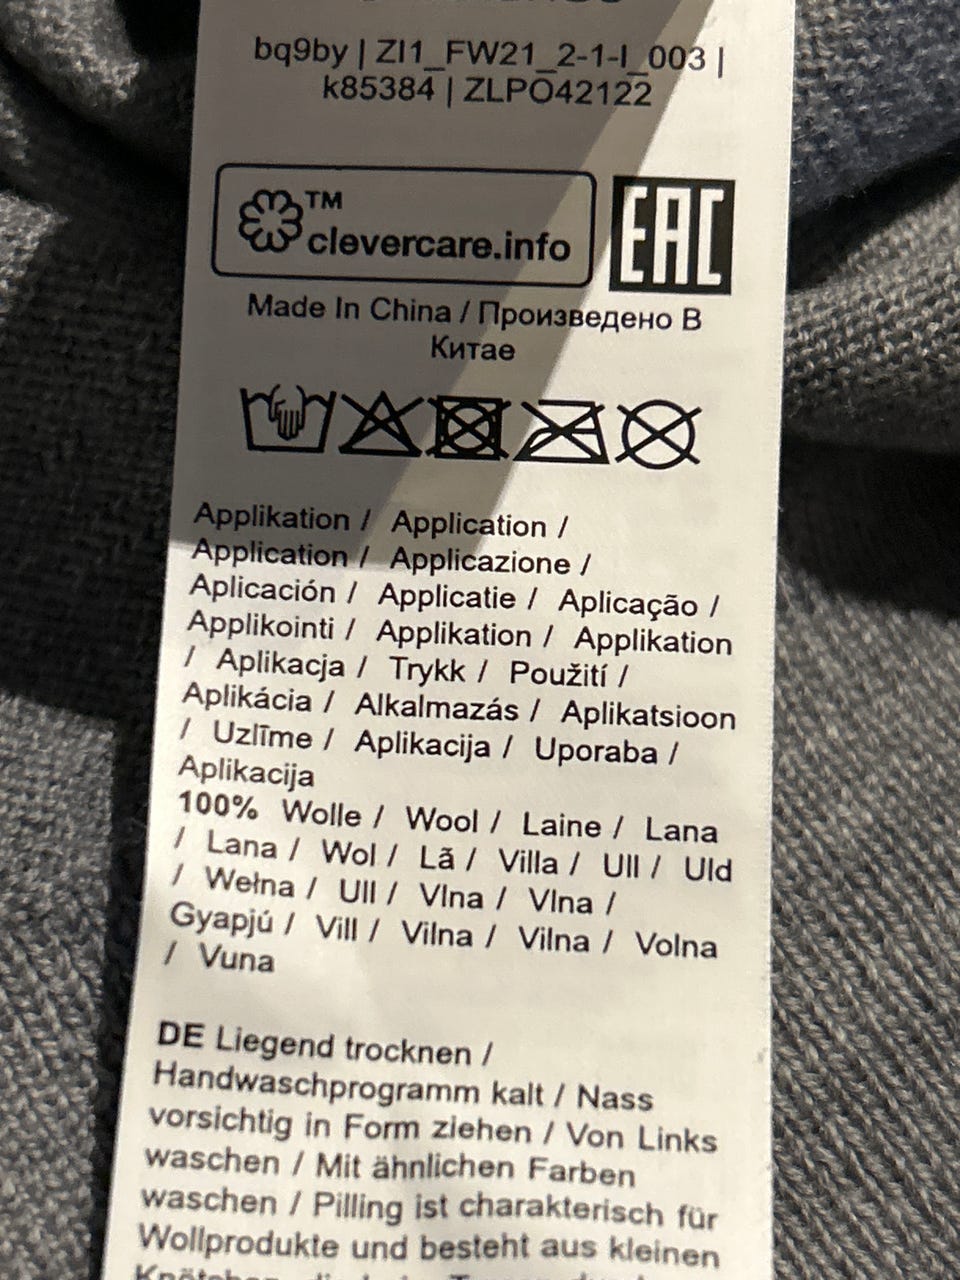 bq9by | ZI1_FW21_2-1-I_003 |
k85384 | ZLPO42122
TM
clevercare.info
EAC
Made In China / Произведено В
Китае
Applikation / Application /
Application / Applicazione /
Aplicación / Applicatie / Aplicação /
Applikointi / Applikation / Applikation
/ Aplikacja / Trykk / Použití /
Aplikácia / Alkalmazás / Aplikatsioon
/ Uzlīme / Aplikacija / Uporaba /
Aplikacija
100% Wolle / Wool / Laine / Lana
/ Lana / Wol / Lã / Villa / Ull / Uld
/ Wełna / Ull / Vlna / Vlna /
Gyapjú / Vill / Vilna / Vilna / Volna
/ Vuna
DE Liegend trocknen /
Handwaschprogramm kalt / Nass
vorsichtig in Form ziehen / Von Links
waschen / Mit ähnlichen Farben
waschen / Pilling ist charakterisch für
Wollprodukte und besteht aus kleinen